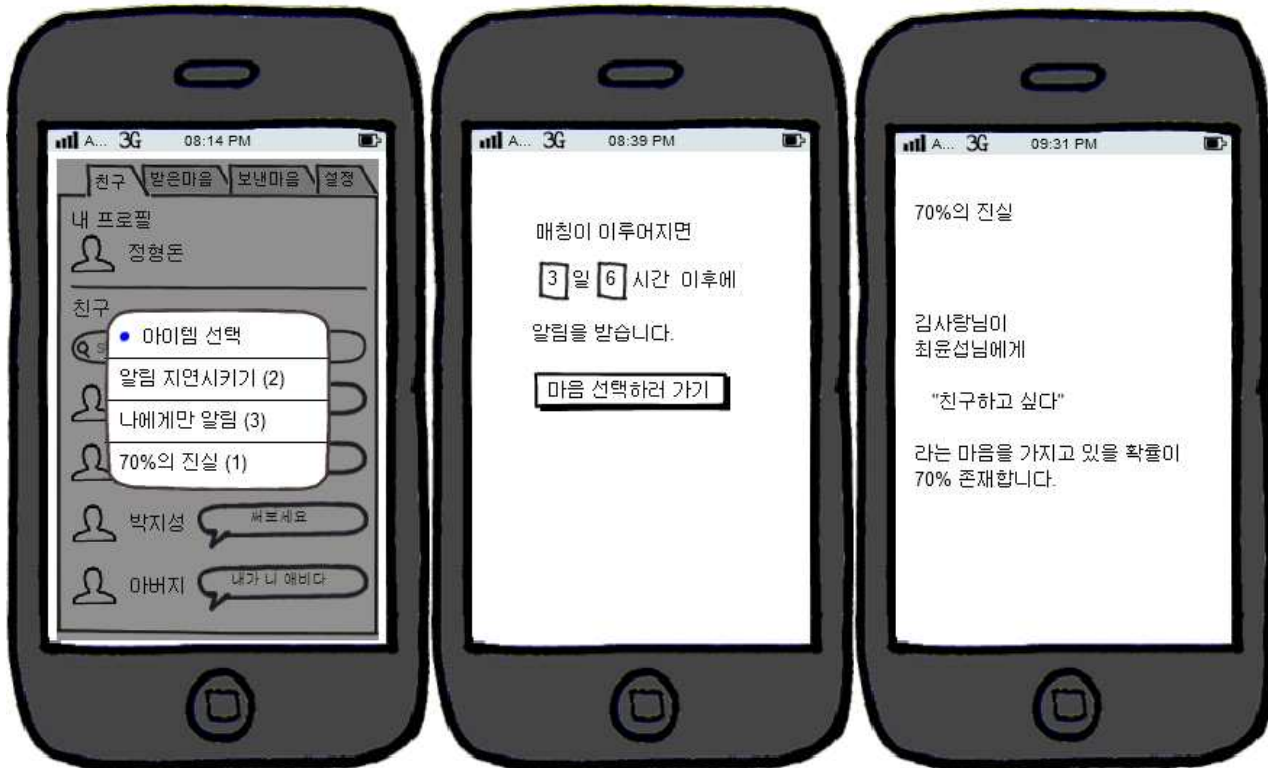 A... 3G 08:14 PM
친구 받은마음 보낸마음 설정
내 프로필
정형돈
친구
S
아이템 선택
알림 지연시키기 (2)
나에게만 알림 (3)
70%의 진실 (1)
박지성 써보세요
아버지 내가 니 애비다
A... 3G 08:39 PM
매칭이 이루어지면
3 일 6 시간 이후에
알림을 받습니다.
마음 선택하러 가기
A... 3G 09:31 PM
70%의 진실
김사랑님이
최윤섭님에게
"친구하고 싶다"
라는 마음을 가지고 있을 확률이
70% 존재합니다.